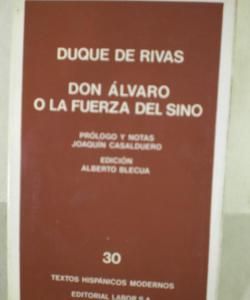 DUQUE DE RIVAS
DON ÁLVARO
O LA FUERZA DEL SINO
PRÓLOGO Y NOTAS
JOAQUÍN CASALDUERO
EDICIÓN
ALBERTO BLECUA
30
TEXTOS HISPÁNICOS MODERNOS
EDITORIAL LABOR S.A.